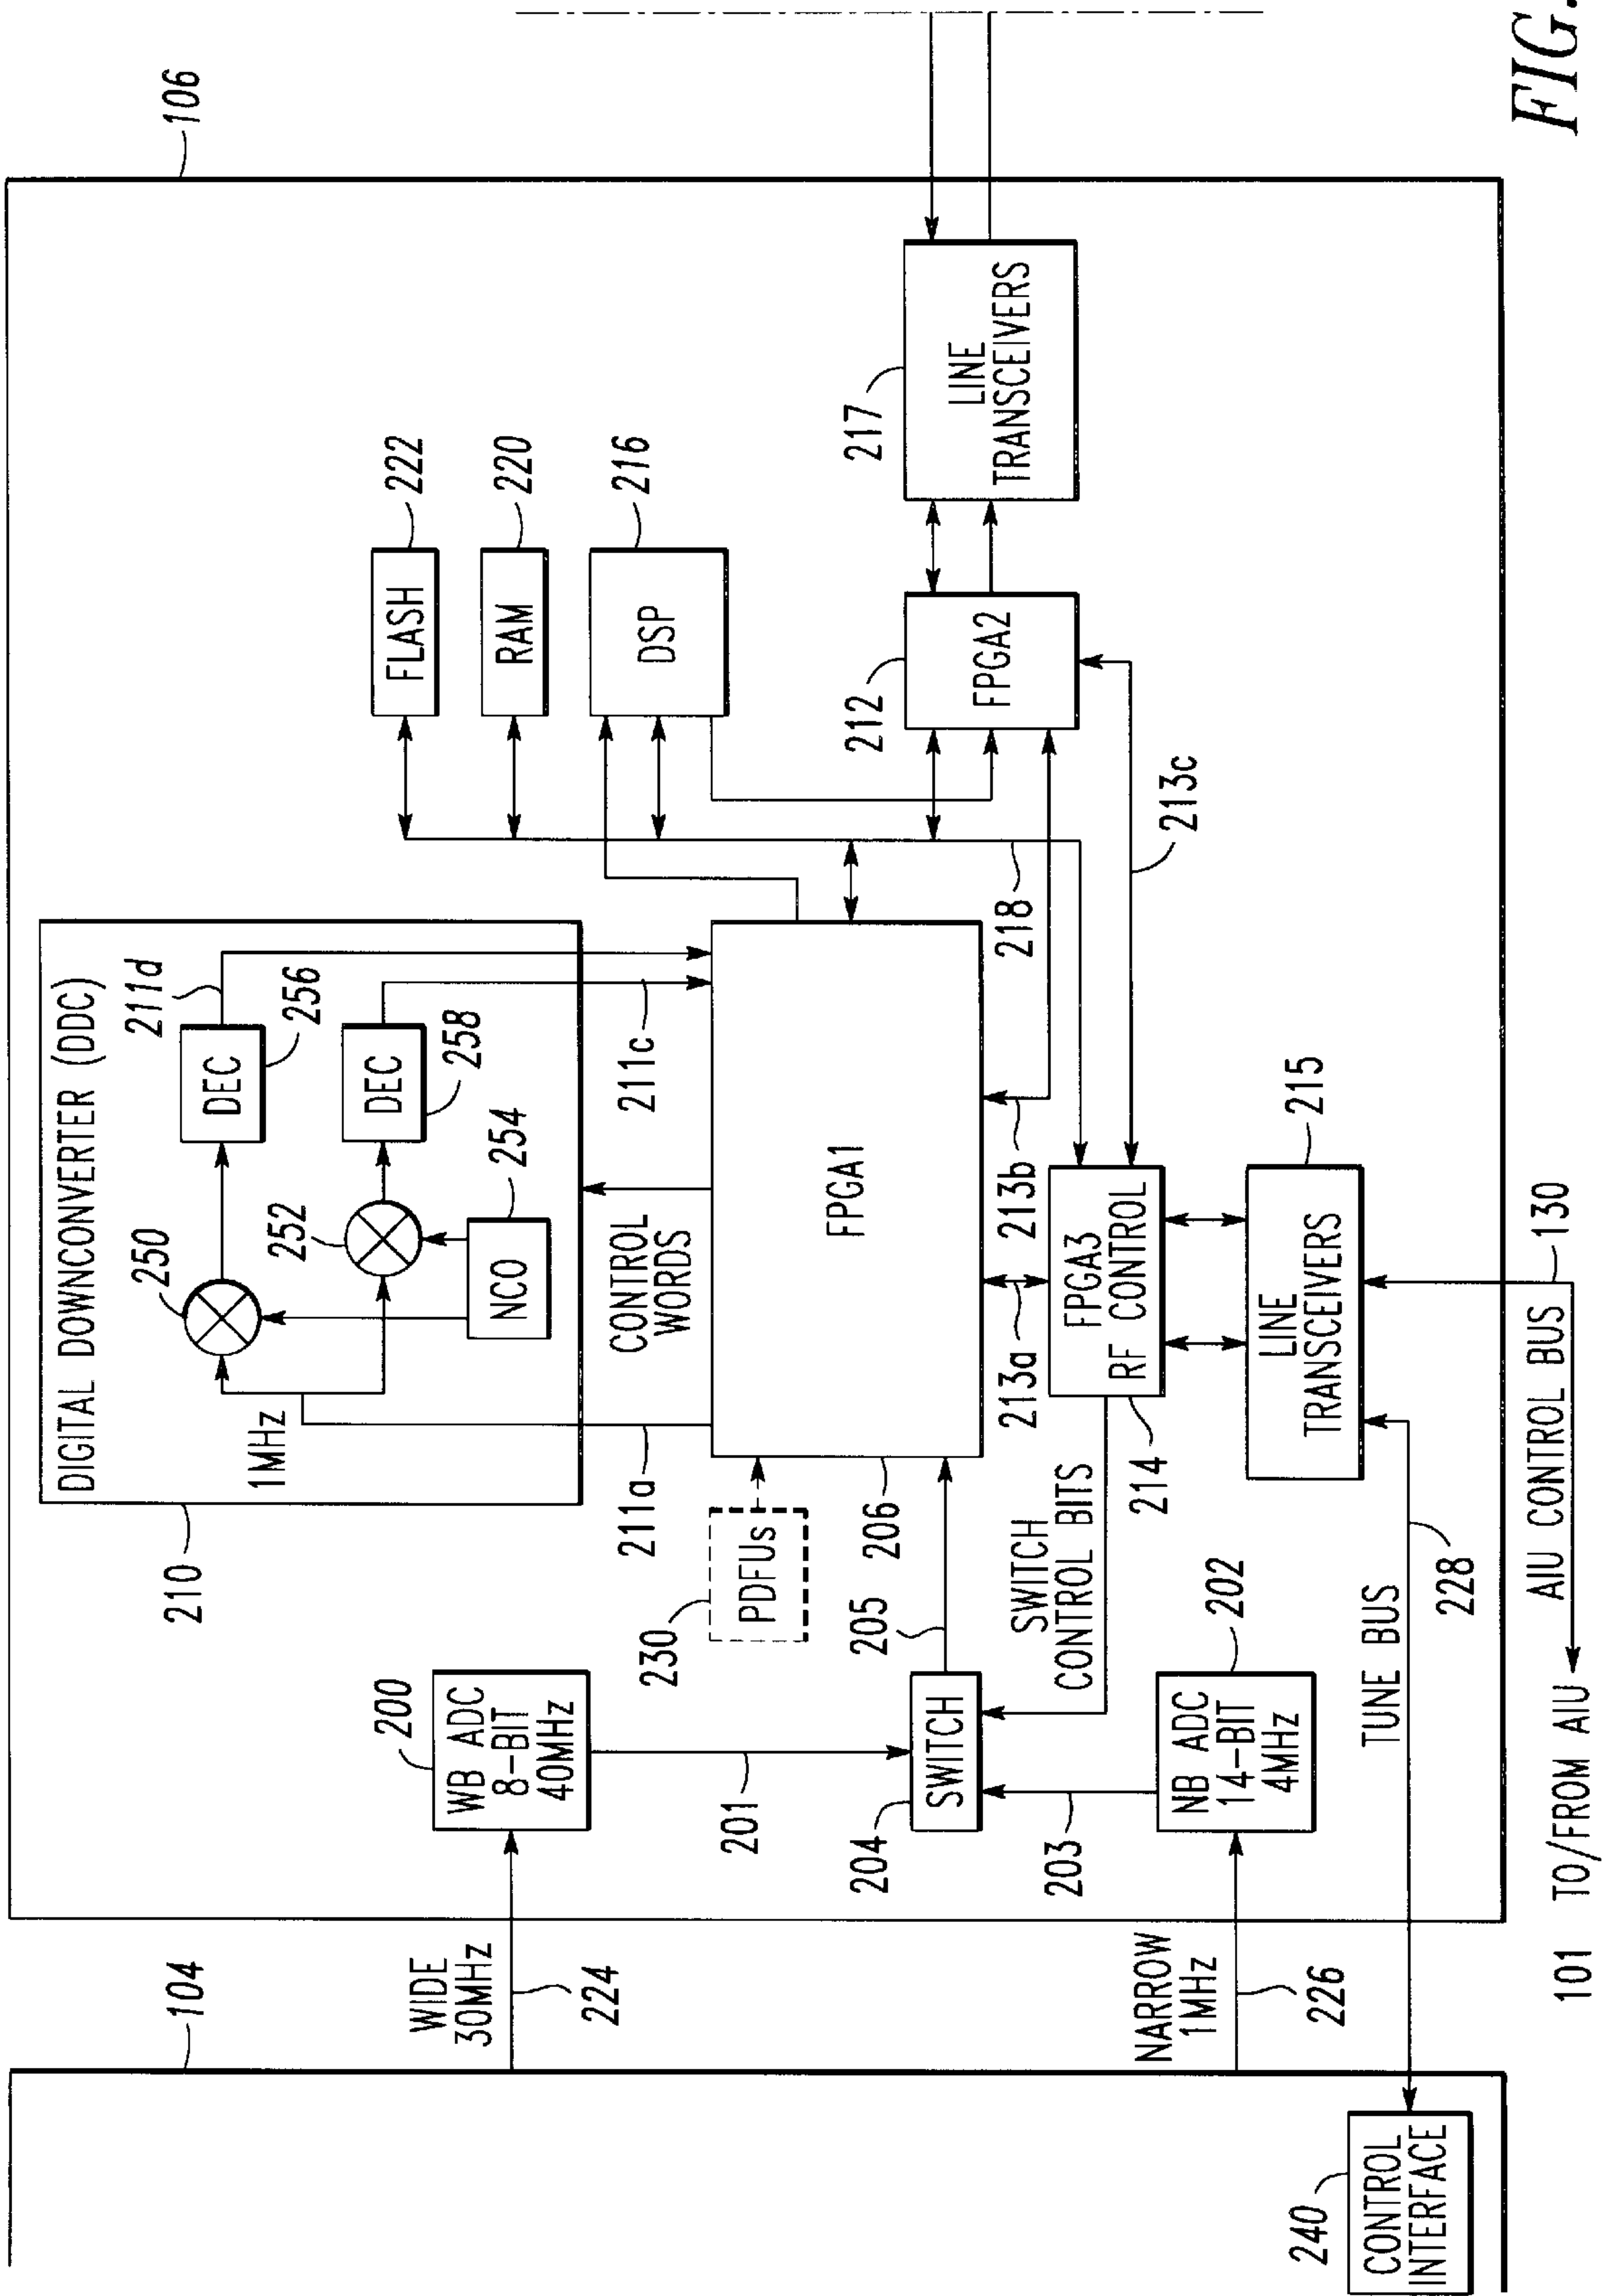 104
106
WIDE
30MHz
224
NARROW
1MHz
226
240
CONTROL
INTERFACE
210
DIGITAL DOWNCONVERTER (DDC)
1MHz
250
252
NCO
254
DEC
256
DEC
258
211d
211c
211a
CONTROL
WORDS
FLASH
222
RAM
220
DSP
216
200
WB ADC
8-BIT
40MHz
201
230
PDFUs
206
FPGA1
205
204
SWITCH
203
SWITCH
CONTROL BITS
202
NB ADC
14-BIT
4MHz
213a
213b
218
213c
212
FPGA2
217
LINE
TRANSCEIVERS
FPGA3
RF CONTROL
214
215
LINE
TRANSCEIVERS
TUNE BUS
228
AIU CONTROL BUS
130
101 TO/FROM AIU
FIG.